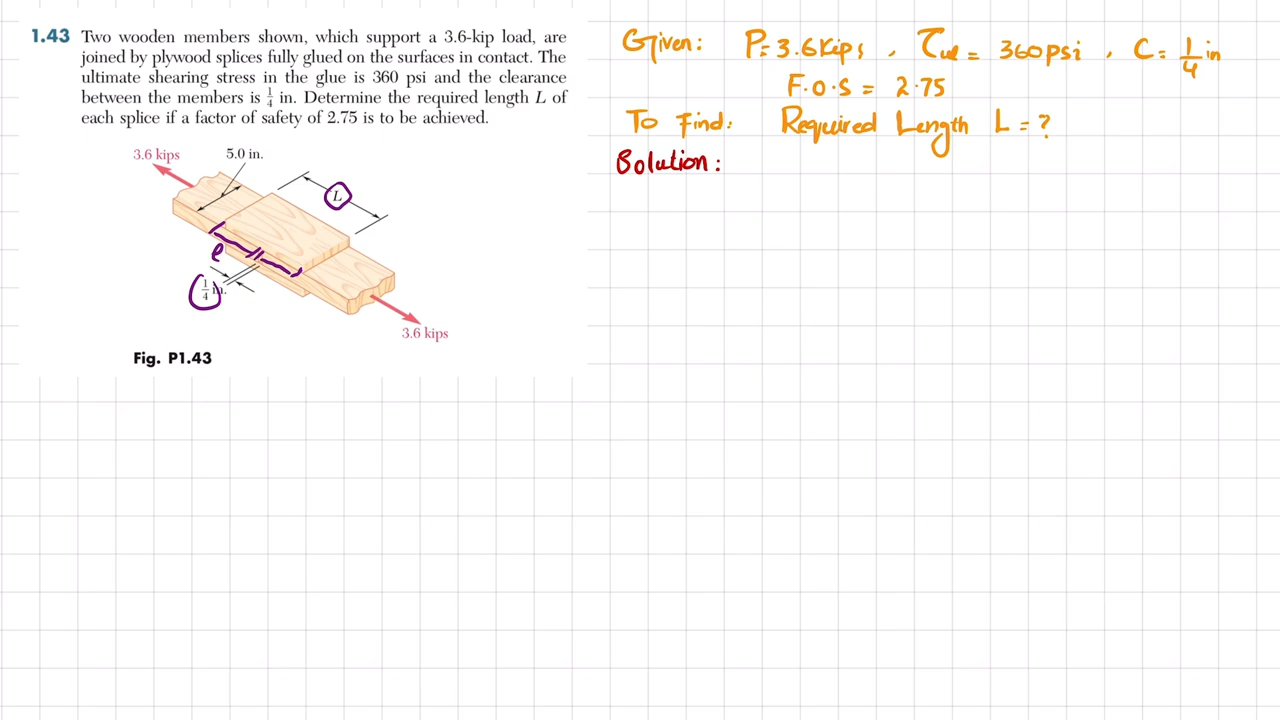 1.43 Two wooden members shown, which support a 3.6-kip load, are
joined by plywood splices fully glued on the surfaces in contact. The
ultimate shearing stress in the glue is 360 psi and the clearance
between the members is 1/4 in. Determine the required length L of
each splice if a factor of safety of 2.75 is to be achieved.
3.6 kips
5.0 in.
L
l
1/4 in.
3.6 kips
Fig. P1.43
Given: P = 3.6 Kips , τul = 360 psi , C = 1/4 in
F.O.S = 2.75
To Find: Required Length L = ?
Solution: